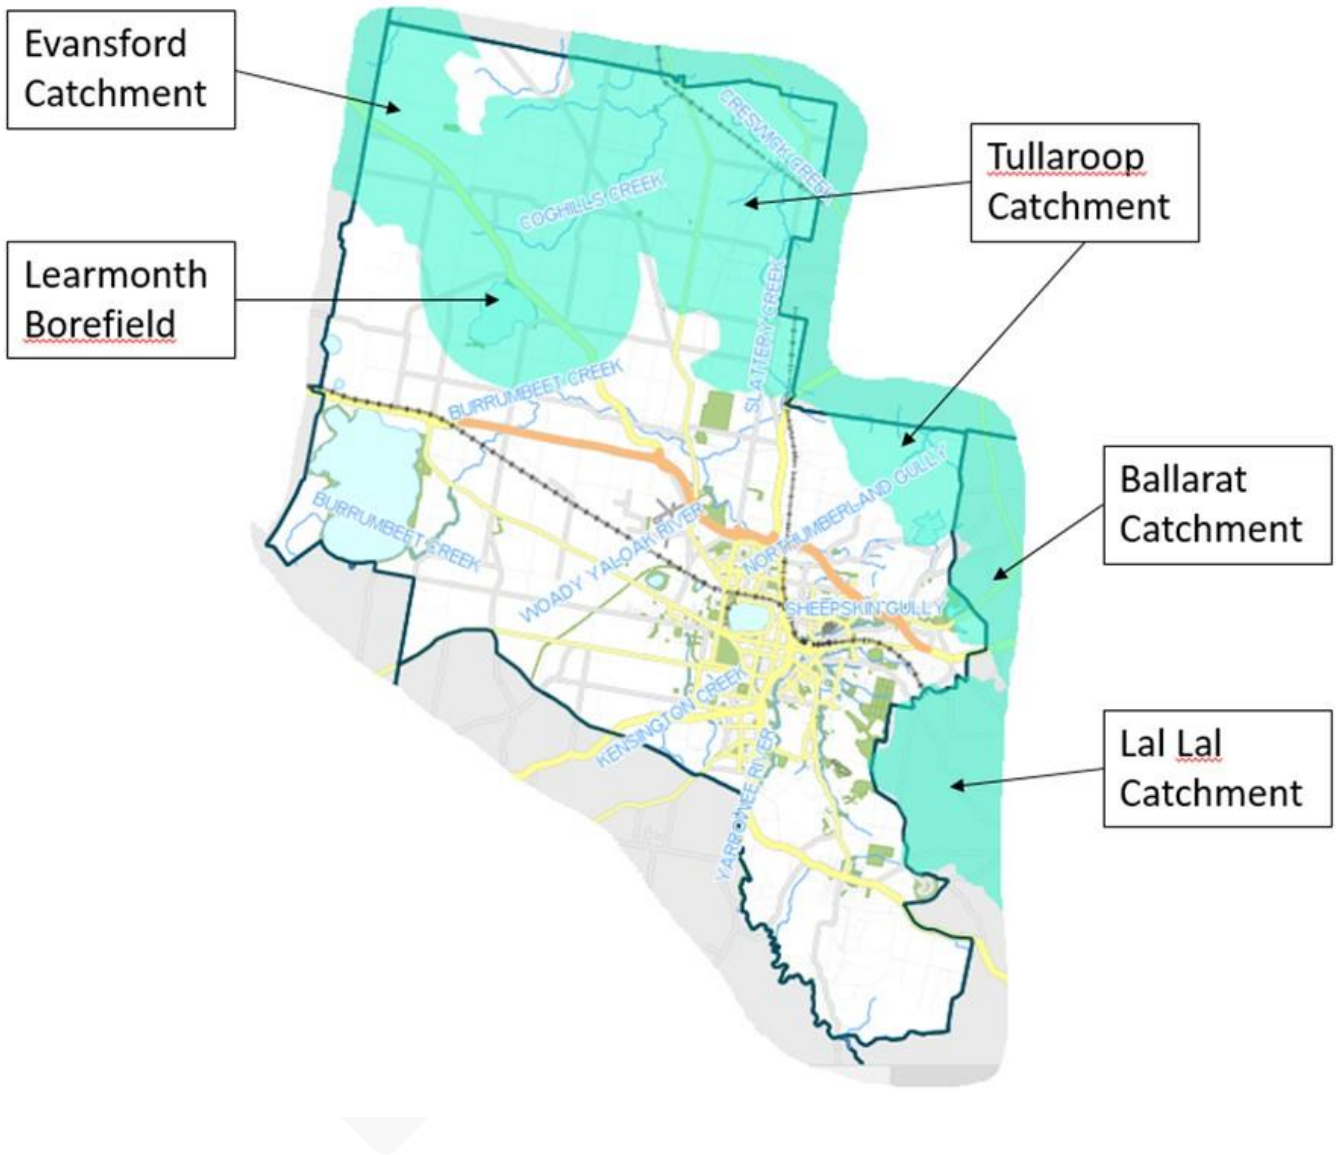 Evansford
Catchment
Tullaroop
Catchment
Learmonth
Borefield
Ballarat
Catchment
Lal Lal
Catchment
CRESWICK CREEK
COGHILLS CREEK
SLATTERY CREEK
BURRUMBEET CREEK
BURRUMBEET CREEK
WOADY YALOAK RIVER
NORTHUMBERLAND GULLY
SHEEPSKIN GULLY
KENSINGTON CREEK
YARROWEE RIVER